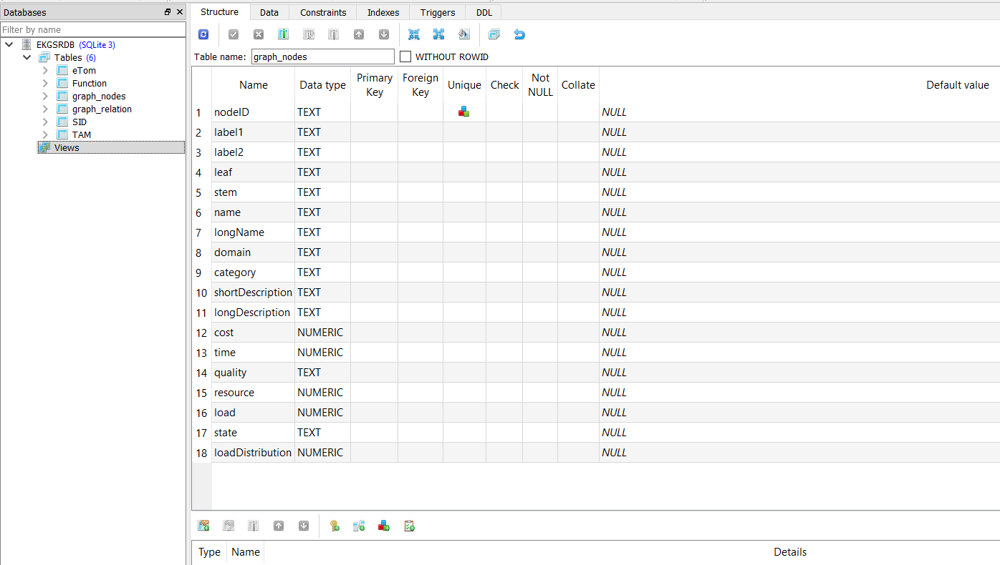 Databases
Filter by name
EKGSRDB (SQLite 3)
Tables (6)
eTom
Function
graph_nodes
graph_relation
SID
TAM
Views
Structure Data Constraints Indexes Triggers DDL
Table name: graph_nodes WITHOUT ROWID
Name Data type Primary Key Foreign Key Unique Check Not NULL Collate Default value
1 nodeID TEXT NULL
2 label1 TEXT NULL
3 label2 TEXT NULL
4 leaf TEXT NULL
5 stem TEXT NULL
6 name TEXT NULL
7 longName TEXT NULL
8 domain TEXT NULL
9 category TEXT NULL
10 shortDescription TEXT NULL
11 longDescription TEXT NULL
12 cost NUMERIC NULL
13 time NUMERIC NULL
14 quality TEXT NULL
15 resource NUMERIC NULL
16 load NUMERIC NULL
17 state TEXT NULL
18 loadDistribution NUMERIC NULL
Type Name Details